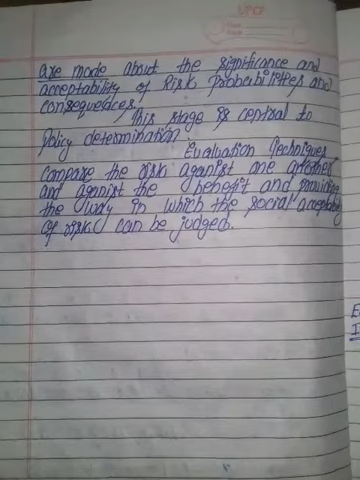 are made about the significance and
acceptability of Risk Probabilities and
consequences.
This stage is central to
Policy determination.
Evaluation Techniques
compare the risk aganist one another
and aganist the benefit and providing
the way in which the social acceptability
of risk can be judged.